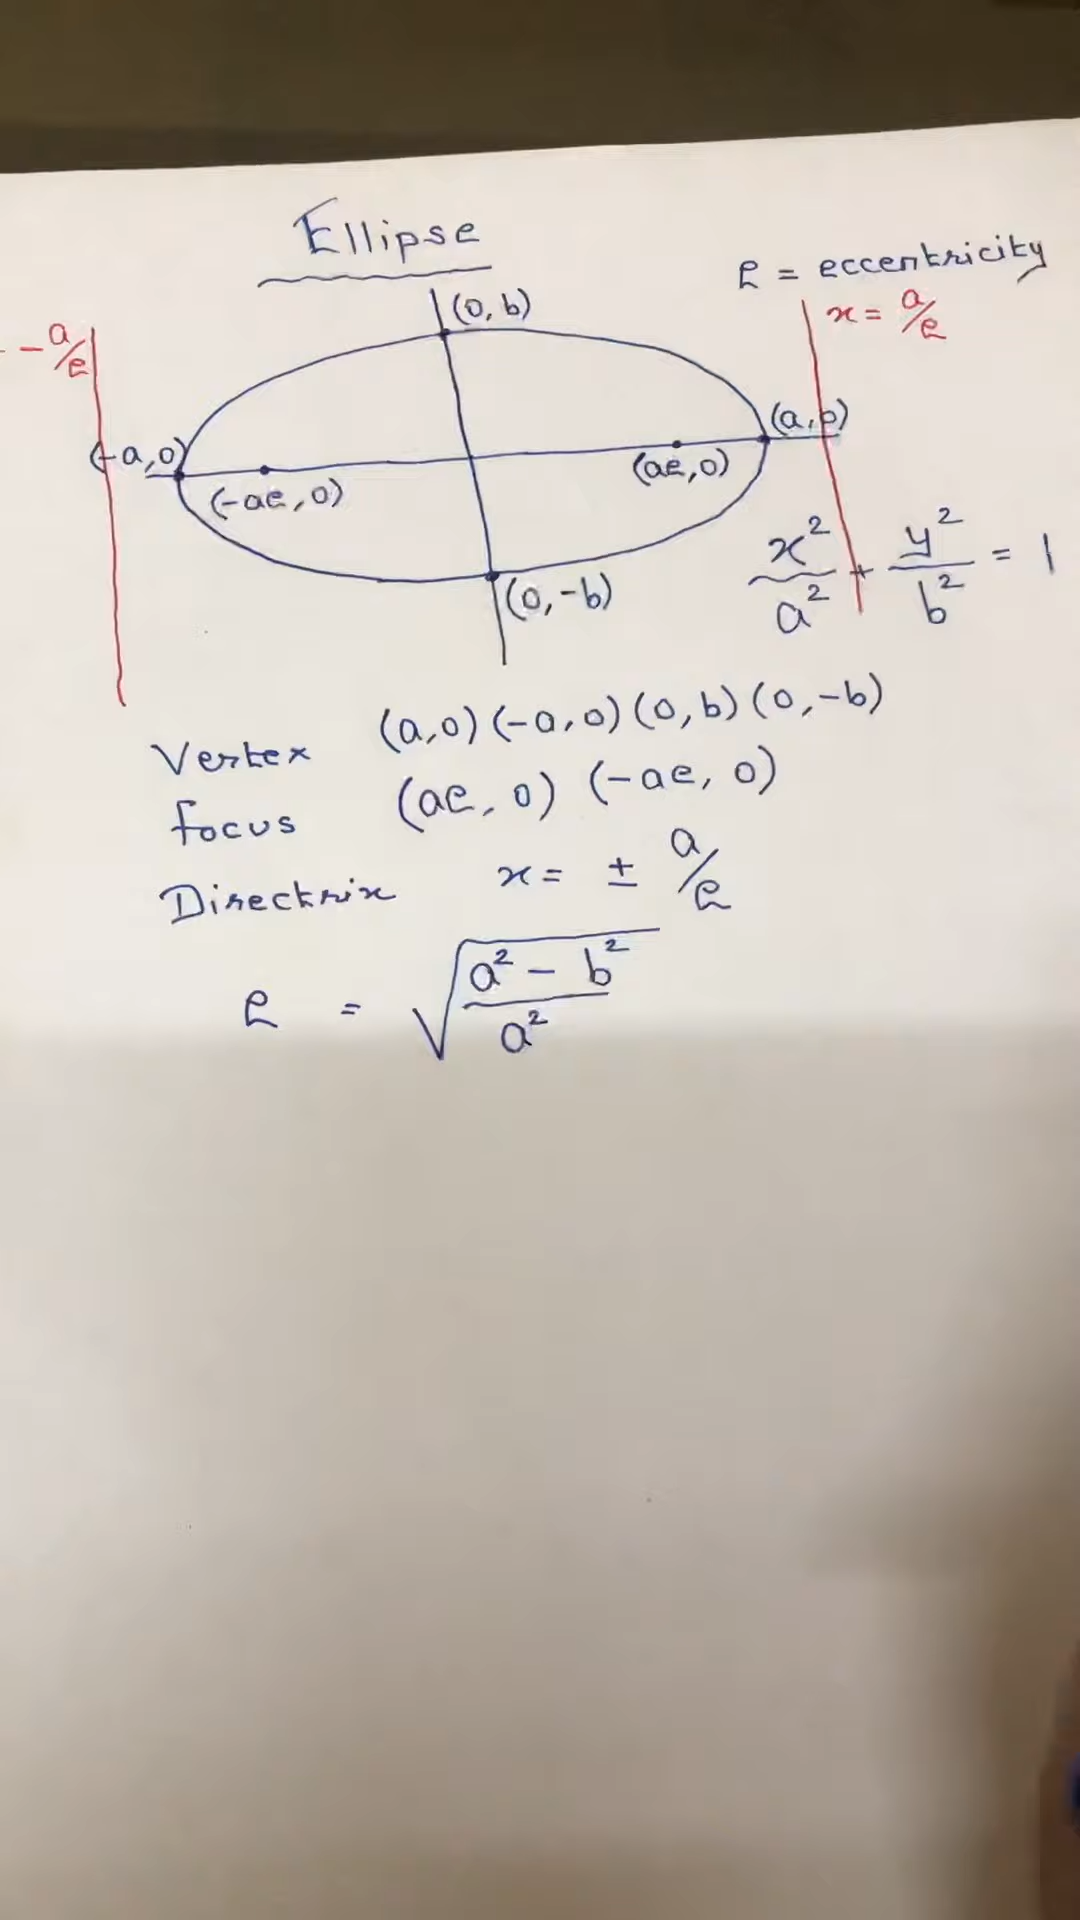 Ellipse
e = eccentricity
(0, b)
x = a/e
- a/e
(a, 0)
(-a, 0)
(ae, 0)
(-ae, 0)
x²/a² + y²/b² = 1
(0, -b)
Vertex (a,0) (-a,0) (0,b) (0,-b)
focus (ae, 0) (-ae, 0)
Directrix x = ± a/e
e = √((a² - b²)/a²)